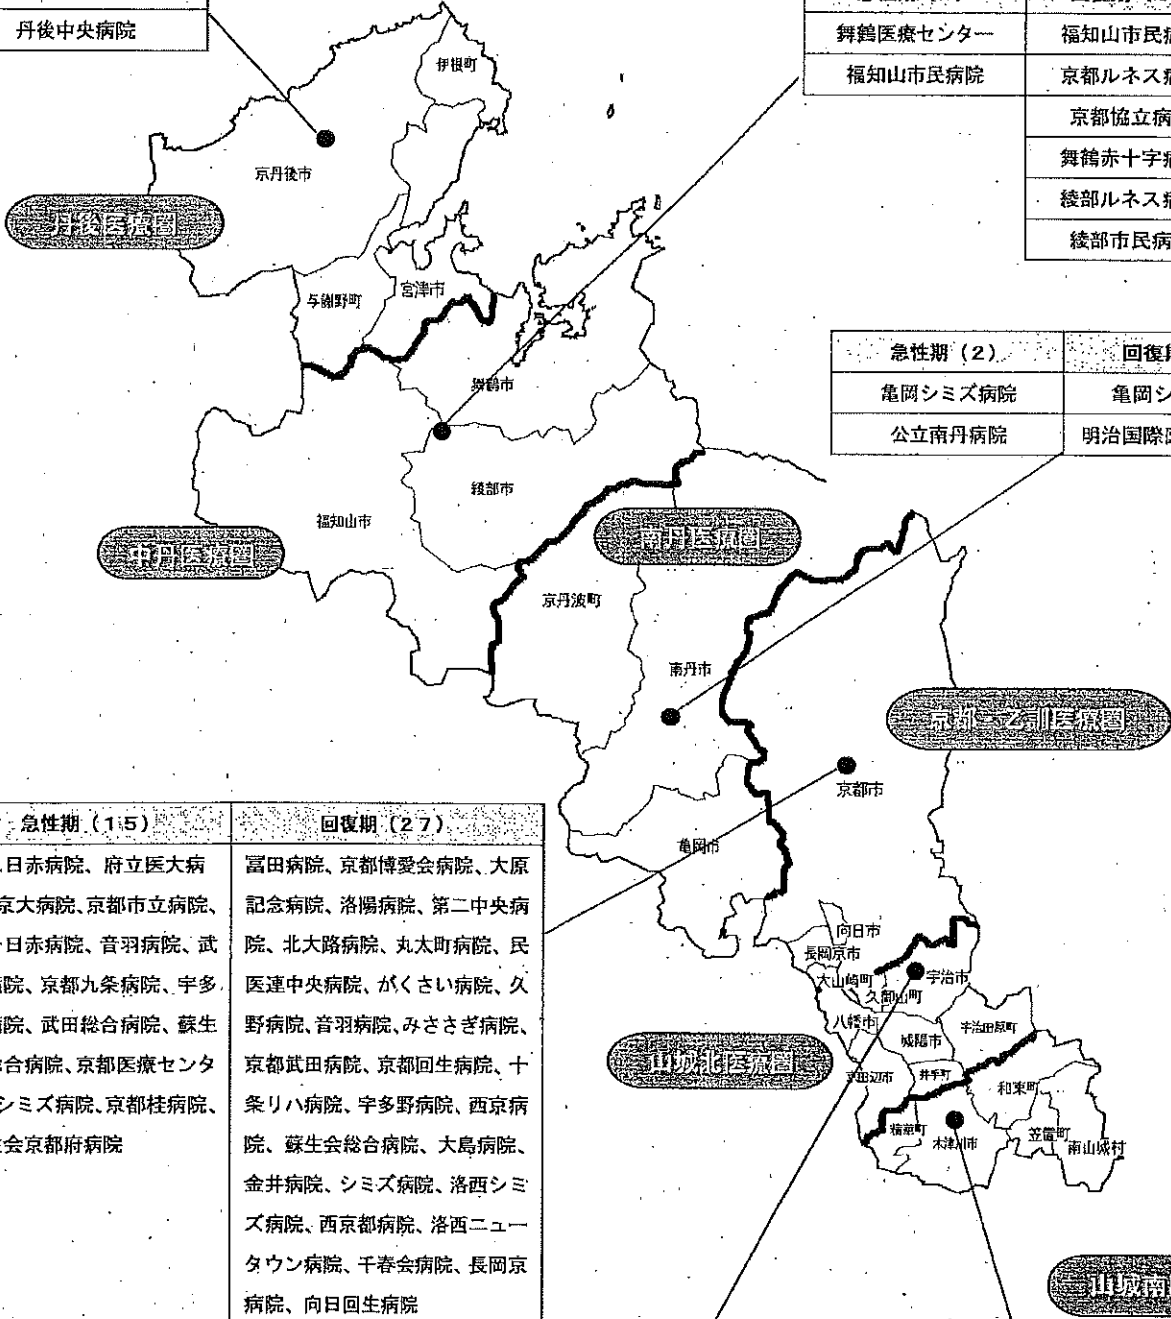 丹後中央病院
舞鶴医療センター
福知山市民病
福知山市民病院
京都ルネス病
京都協立病
舞鶴赤十字病
綾部ルネス病
綾部市民病
伊根町
京丹後市
丹後医療圏
与謝野町
宮津市
舞鶴市
急性期（2）
回復期
亀岡シミズ病院
亀岡シ
公立南丹病院
明治国際医
綾部市
福知山市
中丹医療圏
南丹医療圏
京丹波町
南丹市
京都・乙訓医療圏
京都市
亀岡市
急性期（15）
日赤病院、府立医大病
京大病院、京都市立病院、
日赤病院、音羽病院、武
病院、京都九条病院、宇多
病院、武田総合病院、蘇生
合病院、京都医療センタ
シミズ病院、京都桂病院、
会京都府病院
回復期（27）
冨田病院、京都博愛会病院、大原
記念病院、洛陽病院、第二中央病
院、北大路病院、丸太町病院、民
医連中央病院、がくさい病院、久
野病院、音羽病院、みささぎ病院、
京都武田病院、京都回生病院、十
条リハ病院、宇多野病院、西京病
院、蘇生会総合病院、大島病院、
金井病院、シミズ病院、洛西シミ
ズ病院、西京都病院、洛西ニュー
タウン病院、千春会病院、長岡京
病院、向日回生病院
向日市
長岡京市
大山崎町
宇治市
久御山町
八幡市
城陽市
宇治田原町
山城北医療圏
京田辺市
井手町
和束町
精華町
木津川市
笠置町
南山城村
山城南